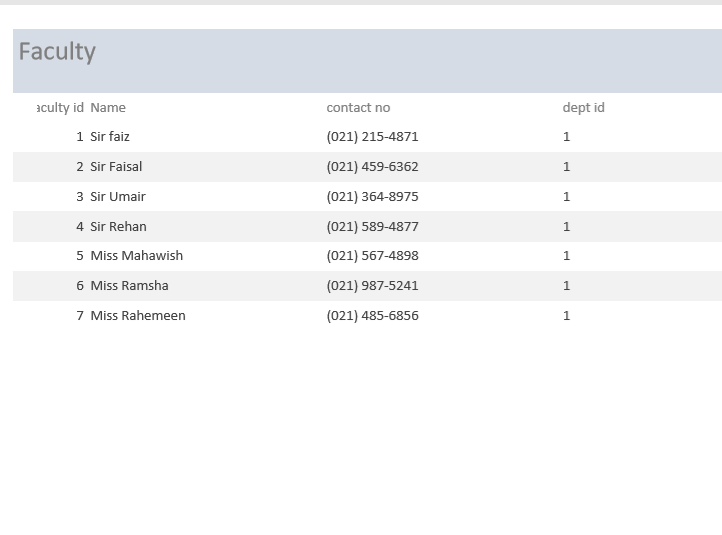 Faculty
aculty id Name contact no dept id
1 Sir faiz (021) 215-4871 1
2 Sir Faisal (021) 459-6362 1
3 Sir Umair (021) 364-8975 1
4 Sir Rehan (021) 589-4877 1
5 Miss Mahawish (021) 567-4898 1
6 Miss Ramsha (021) 987-5241 1
7 Miss Rahemeen (021) 485-6856 1